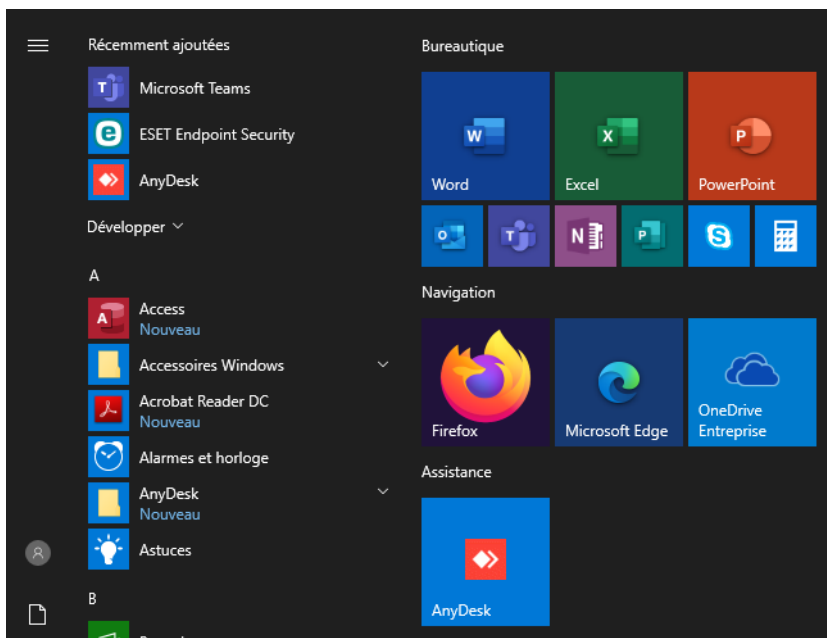 Récemment ajoutées
Microsoft Teams
ESET Endpoint Security
AnyDesk
Développer
A
Access
Nouveau
Accessoires Windows
Acrobat Reader DC
Nouveau
Alarmes et horloge
AnyDesk
Nouveau
Astuces
B
Bureautique
Word
Excel
PowerPoint
Navigation
Firefox
Microsoft Edge
OneDrive
Entreprise
Assistance
AnyDesk